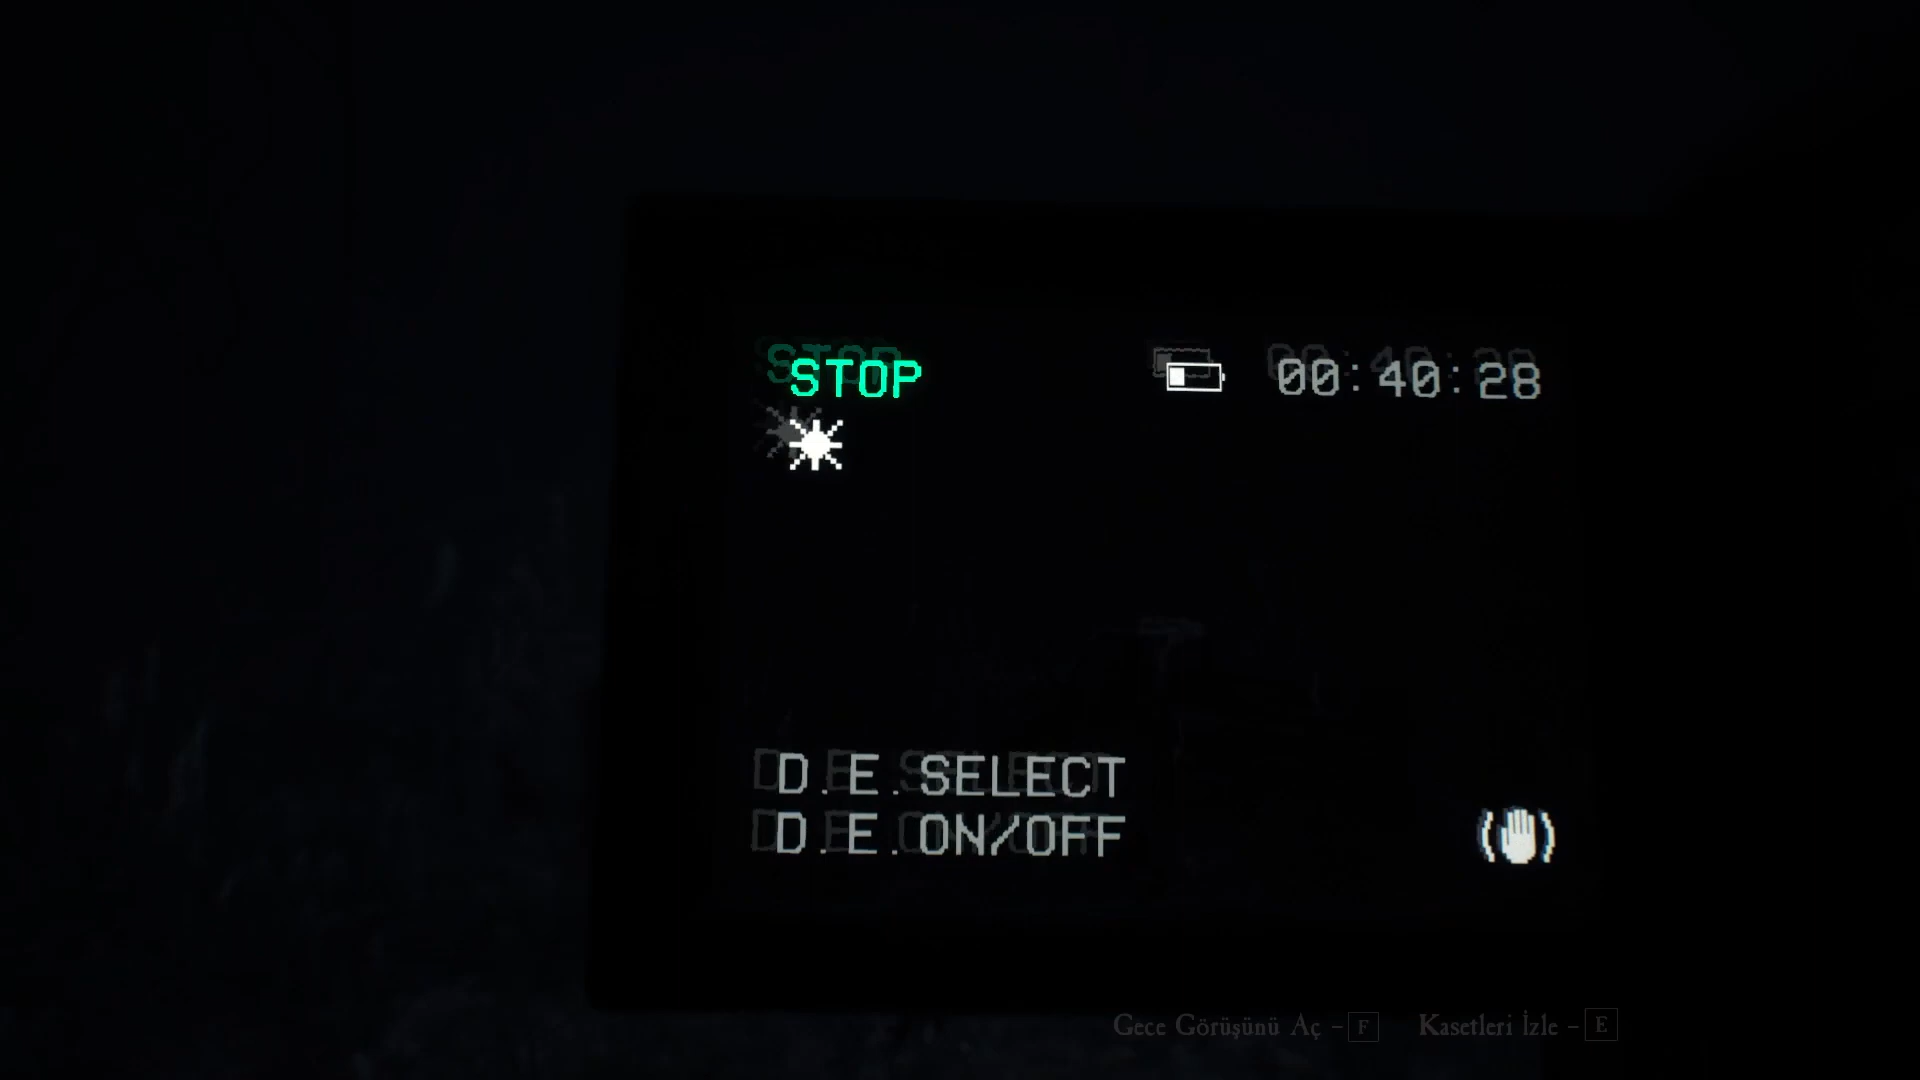 STOP
00:40:28
D.E.SELECT
D.E.ON/OFF
Gece Görüşünü Aç - F
Kasetleri İzle - E